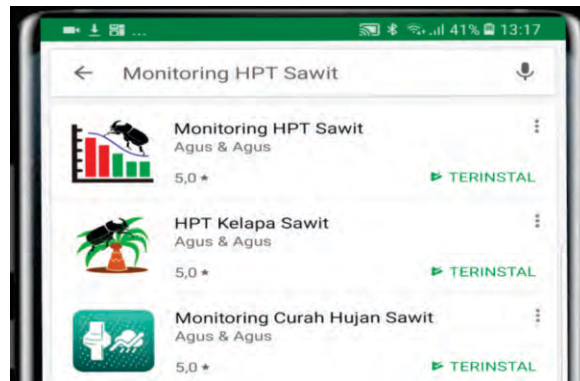 ... 41% 13:17
Monitoring HPT Sawit
Monitoring HPT Sawit
Agus & Agus
5,0 ★
TERINSTAL
HPT Kelapa Sawit
Agus & Agus
5,0 ★
TERINSTAL
Monitoring Curah Hujan Sawit
Agus & Agus
5,0 ★
TERINSTAL